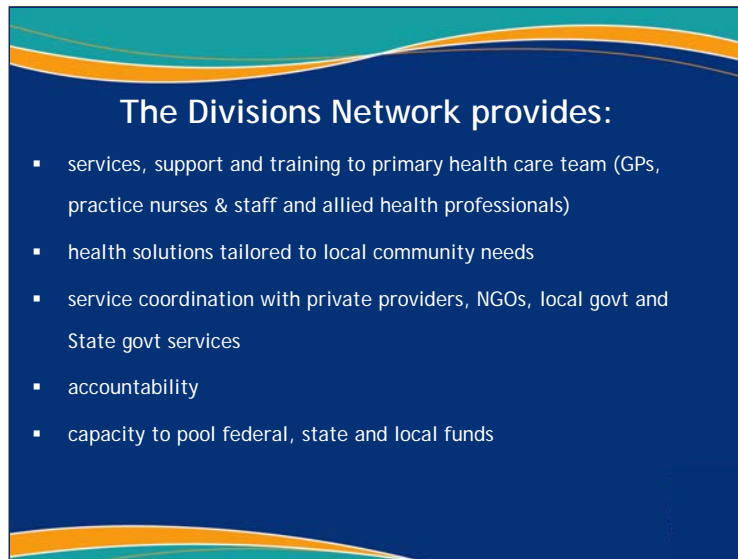 The Divisions Network provides:
▪ services, support and training to primary health care team (GPs,
practice nurses & staff and allied health professionals)
▪ health solutions tailored to local community needs
▪ service coordination with private providers, NGOs, local govt and
State govt services
▪ accountability
▪ capacity to pool federal, state and local funds